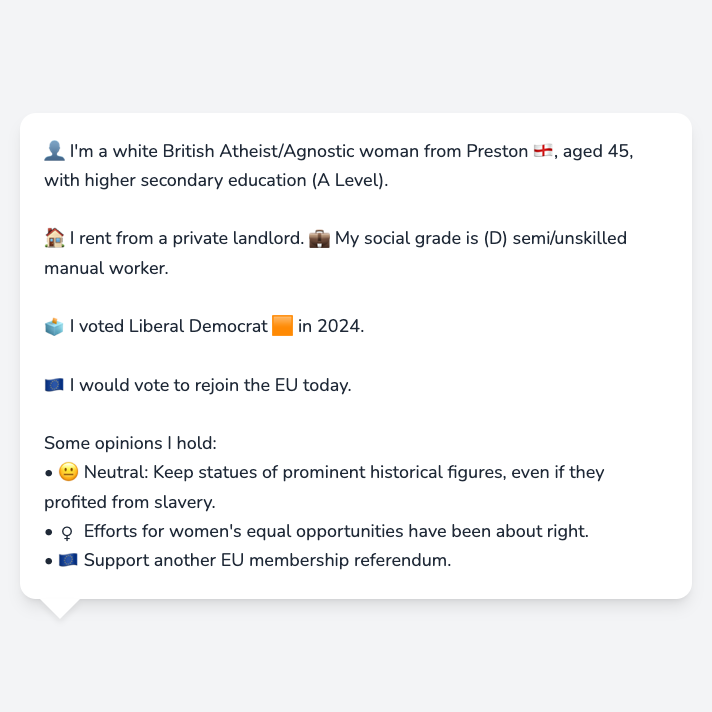 👤 I'm a white British Atheist/Agnostic woman from Preston 🏴󠁧󠁢󠁥󠁮󠁧󠁿, aged 45,
with higher secondary education (A Level).
🏠 I rent from a private landlord. 💼 My social grade is (D) semi/unskilled
manual worker.
🗳️ I voted Liberal Democrat 🟧 in 2024.
🇪🇺 I would vote to rejoin the EU today.
Some opinions I hold:
• 😐 Neutral: Keep statues of prominent historical figures, even if they
profited from slavery.
• ♀ Efforts for women's equal opportunities have been about right.
• 🇪🇺 Support another EU membership referendum.